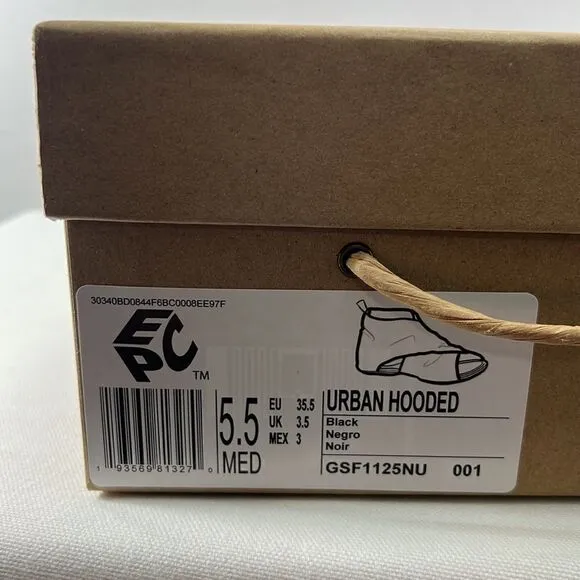 30340BD0844F6BC0008EE97F
EPC TM
1 93569 81327 0
5.5
MED
EU 35.5
UK 3.5
MEX 3
URBAN HOODED
Black
Negro
Noir
GSF1125NU 001